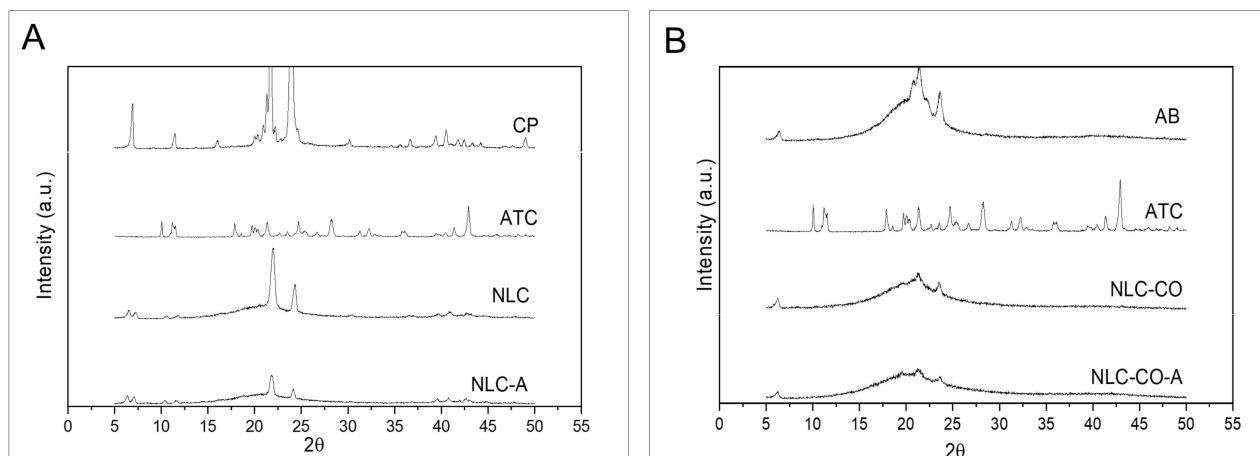 A
CP
ATC
NLC
NLC-A
Intensity (a.u.)
0 5 10 15 20 25 30 35 40 45 50 55
2θ
B
AB
ATC
NLC-CO
NLC-CO-A
Intensity (a.u.)
0 5 10 15 20 25 30 35 40 45 50 55
2θ